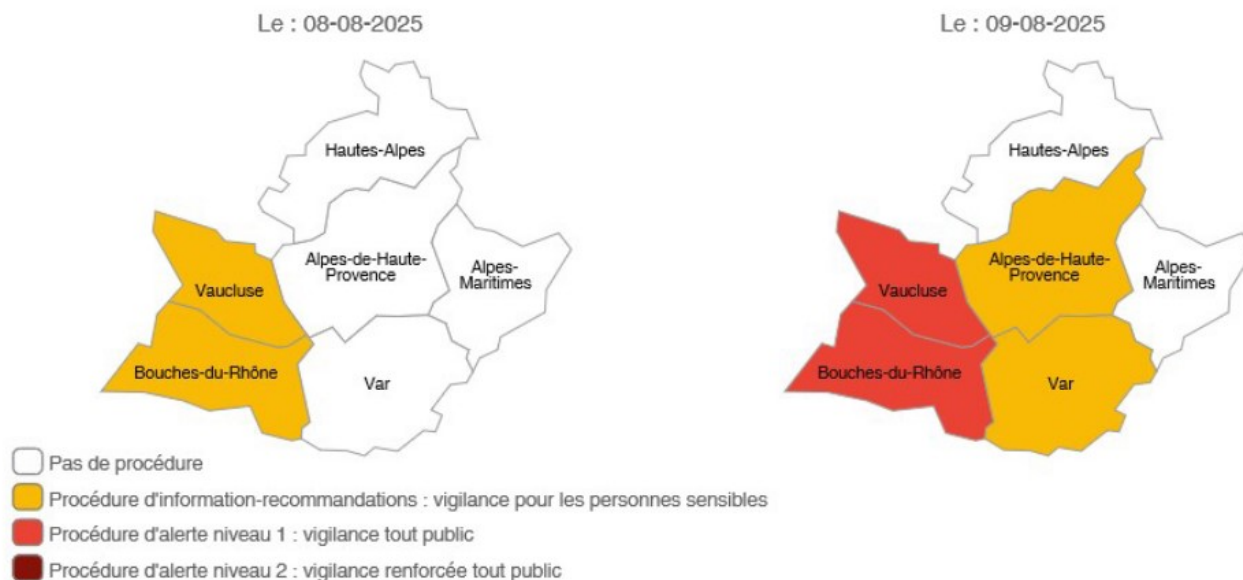 Le : 08-08-2025
Hautes-Alpes
Alpes-de-Haute-
Provence
Alpes-
Maritimes
Vaucluse
Bouches-du-Rhône
Var
Le : 09-08-2025
Hautes-Alpes
Alpes-de-Haute-
Provence
Alpes-
Maritimes
Vaucluse
Bouches-du-Rhône
Var
Pas de procédure
Procédure d'information-recommandations : vigilance pour les personnes sensibles
Procédure d'alerte niveau 1 : vigilance tout public
Procédure d'alerte niveau 2 : vigilance renforcée tout public